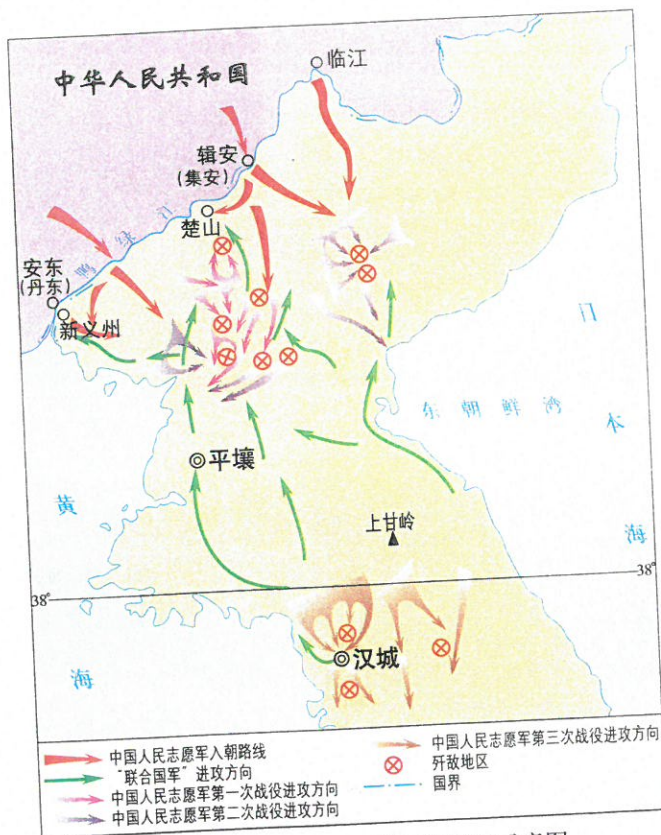 中华人民共和国
临江
辑安
(集安)
楚山
鸭绿江
安东
(丹东)
新义州
门
东朝鲜湾
本
平壤
黄
上甘岭
海
38°
38°
汉城
海
中国人民志愿军入朝路线
“联合国军”进攻方向
中国人民志愿军第一次战役进攻方向
中国人民志愿军第二次战役进攻方向
中国人民志愿军第三次战役进攻方向
歼敌地区
国界